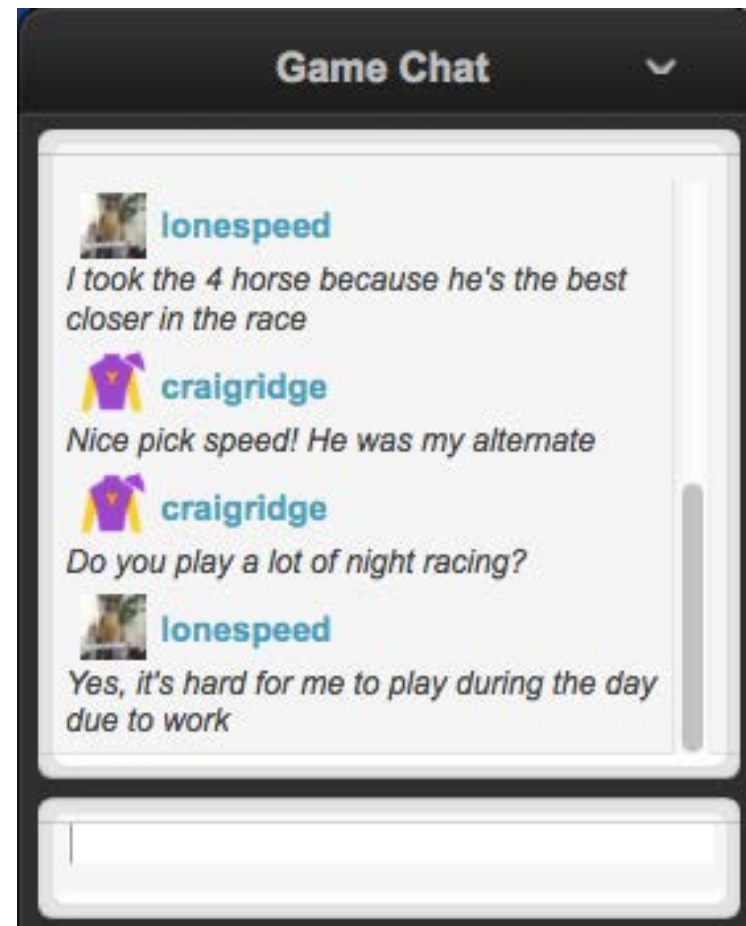 Game Chat
lonespeed
I took the 4 horse because he's the best
closer in the race
craigridge
Nice pick speed! He was my alternate
craigridge
Do you play a lot of night racing?
lonespeed
Yes, it's hard for me to play during the day
due to work